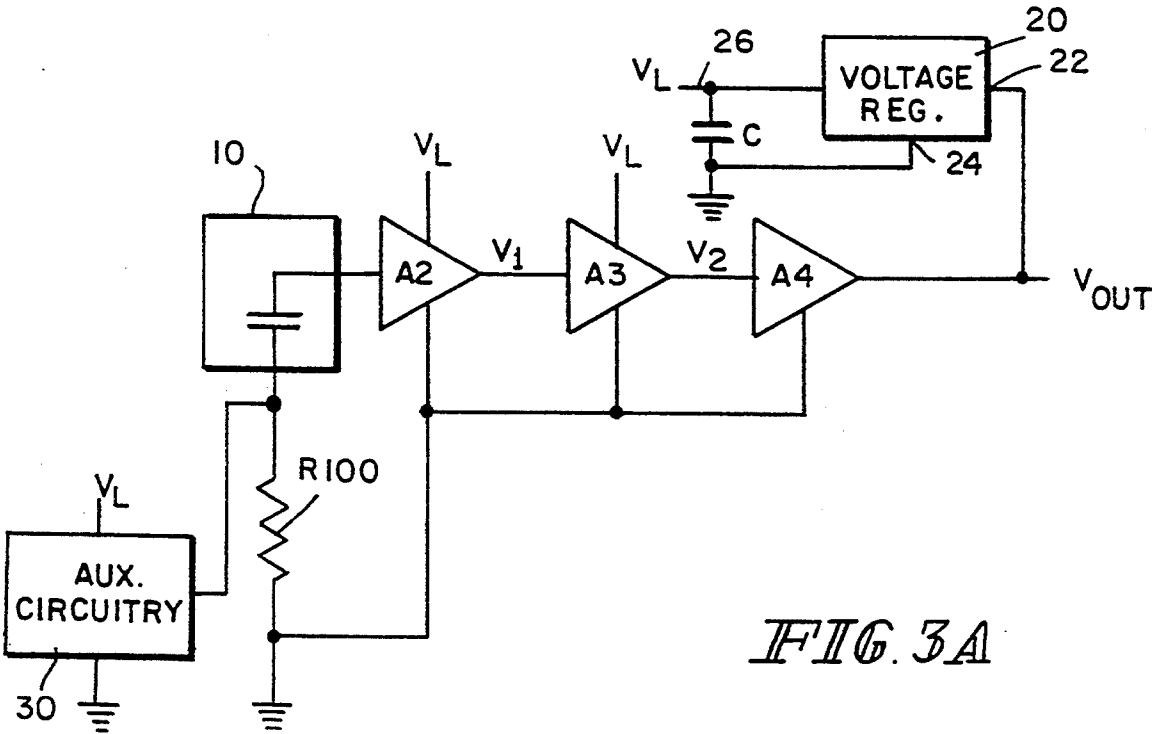 20
26
22
VL
VOLTAGE
REG.
C
24
10
VL
VL
A2
V1
A3
V2
A4
VOUT
R100
VL
AUX.
CIRCUITRY
30
FIG. 3A